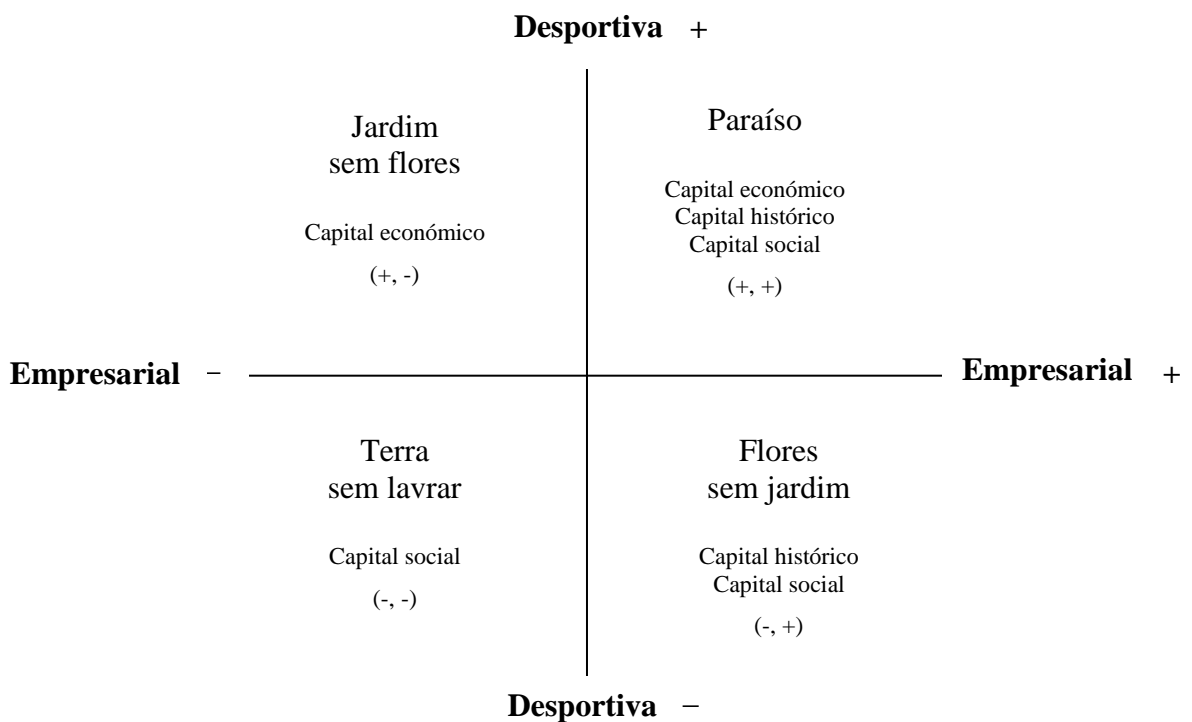 Desportiva +
Jardim
sem flores
Capital económico
(+, -)
Paraíso
Capital económico
Capital histórico
Capital social
(+, +)
Empresarial −
Empresarial +
Terra
sem lavrar
Capital social
(-, -)
Flores
sem jardim
Capital histórico
Capital social
(-, +)
Desportiva −